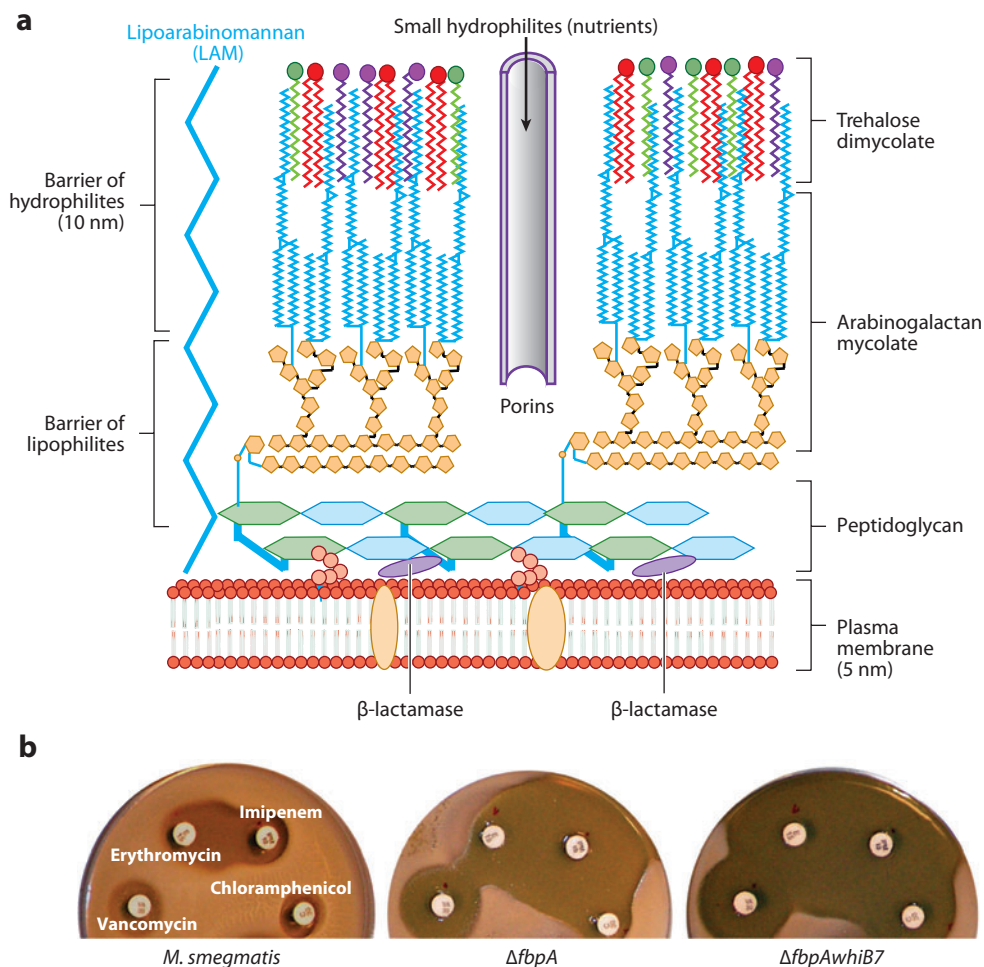 a
Lipoarabinomannan
(LAM)
Small hydrophilites (nutrients)
Trehalose
dimycolate
Barrier of
hydrophilites
(10 nm)
Arabinogalactan
mycolate
Porins
Barrier of
lipophilites
Peptidoglycan
Plasma
membrane
(5 nm)
β-lactamase
β-lactamase
b
Imipenem
Erythromycin
Chloramphenicol
Vancomycin
M. smegmatis
ΔfbpA
ΔfbpAwhiB7